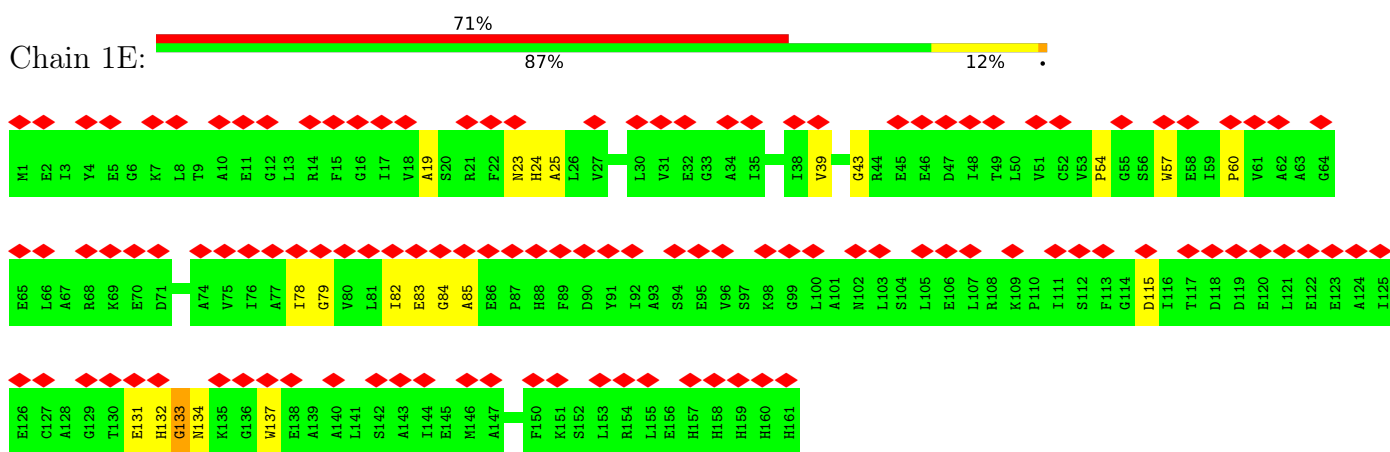 71%
Chain 1E:
87% 12% •
M1 E2 I3 Y4 E5 G6 K7 L8 T9 A10 E11 G12 L13 R14 F15 G16 I17 V18 A19 S20 R21 F22 N23 H24 A25 L26 V27 L30 V31 E32 G33 A34 I35 I38 V39 G43 R44 E45 E46 D47 I48 T49 L50 V51 C52 V53 P54 G55 S56 W57 E58 I59 P60 V61 A62 A63 G64
E65 L66 A67 R68 K69 E70 D71 A74 V75 I76 A77 I78 G79 V80 L81 I82 E83 G84 A85 E86 P87 H88 F89 D90 Y91 I92 A93 S94 E95 V96 S97 K98 G99 L100 A101 N102 L103 S104 L105 E106 L107 R108 K109 P110 I111 S112 F113 G114 D115 I116 T117 D118 D119 E120 L121 E122 E123 A124 I125
E126 C127 A128 G129 T130 E131 H132 G133 N134 K135 G136 W137 E138 A139 A140 L141 S142 A143 I144 E145 M146 A147 F150 K151 S152 L153 R154 L155 E156 H157 H158 H159 H160 H161